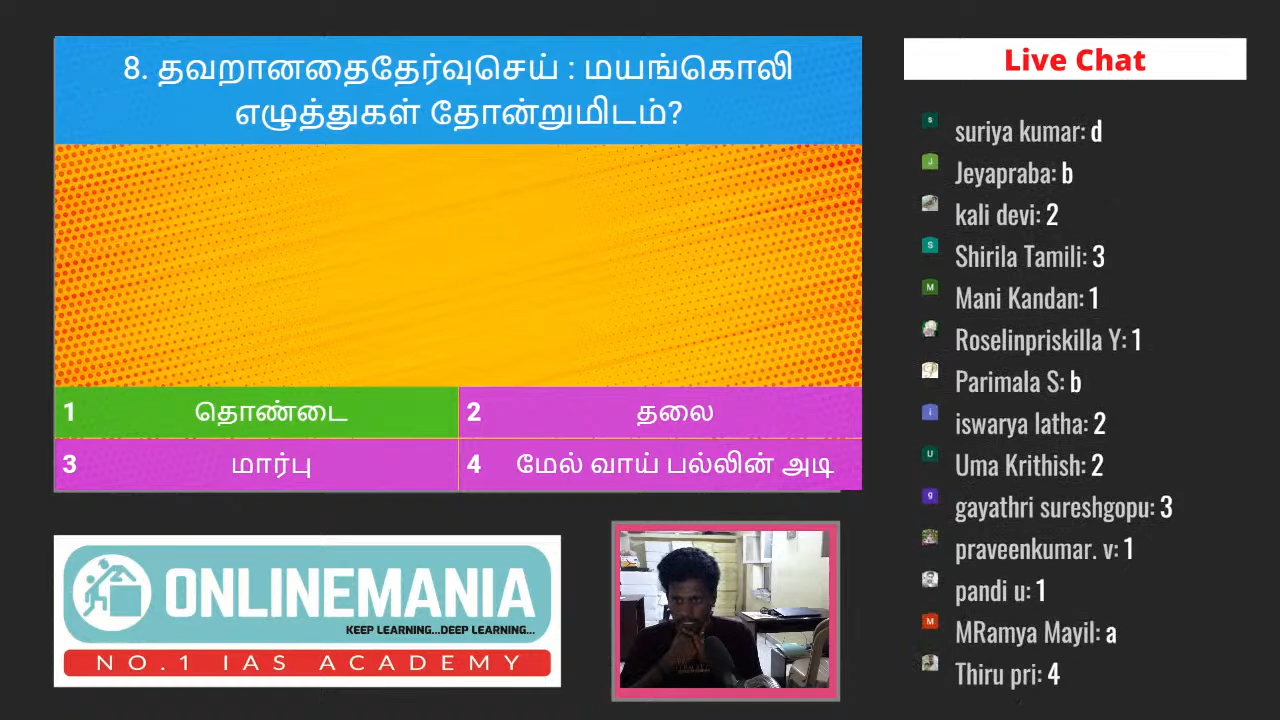 8. தவறானதைதேர்வுசெய் : மயங்கொலி
எழுத்துகள் தோன்றுமிடம்?
1 தொண்டை
2 தலை
3 மார்பு
4 மேல் வாய் பல்லின் அடி
ONLINEMANIA
KEEP LEARNING...DEEP LEARNING...
NO.1 IAS ACADEMY
Live Chat
suriya kumar: d
Jeyapraba: b
kali devi: 2
Shirila Tamili: 3
Mani Kandan: 1
Roselinpriskilla Y: 1
Parimala S: b
iswarya latha: 2
Uma Krithish: 2
gayathri sureshgopu: 3
praveenkumar. v: 1
pandi u: 1
MRamya Mayil: a
Thiru pri: 4